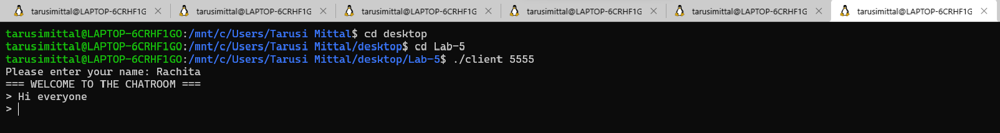 tarusimittal@LAPTOP-6CRHF1G tarusimittal@LAPTOP-6CRHF1G tarusimittal@LAPTOP-6CRHF1G tarusimittal@LAPTOP-6CRHF1G tarusimittal@LAPTOP-6CRHF1G tarusimittal@LAPTOP-6CRHF1G
tarusimittal@LAPTOP-6CRHF1GO:/mnt/c/Users/Tarusi Mittal$ cd desktop
tarusimittal@LAPTOP-6CRHF1GO:/mnt/c/Users/Tarusi Mittal/desktop$ cd Lab-5
tarusimittal@LAPTOP-6CRHF1GO:/mnt/c/Users/Tarusi Mittal/desktop/Lab-5$ ./client 5555
Please enter your name: Rachita
=== WELCOME TO THE CHATROOM ===
> Hi everyone
>